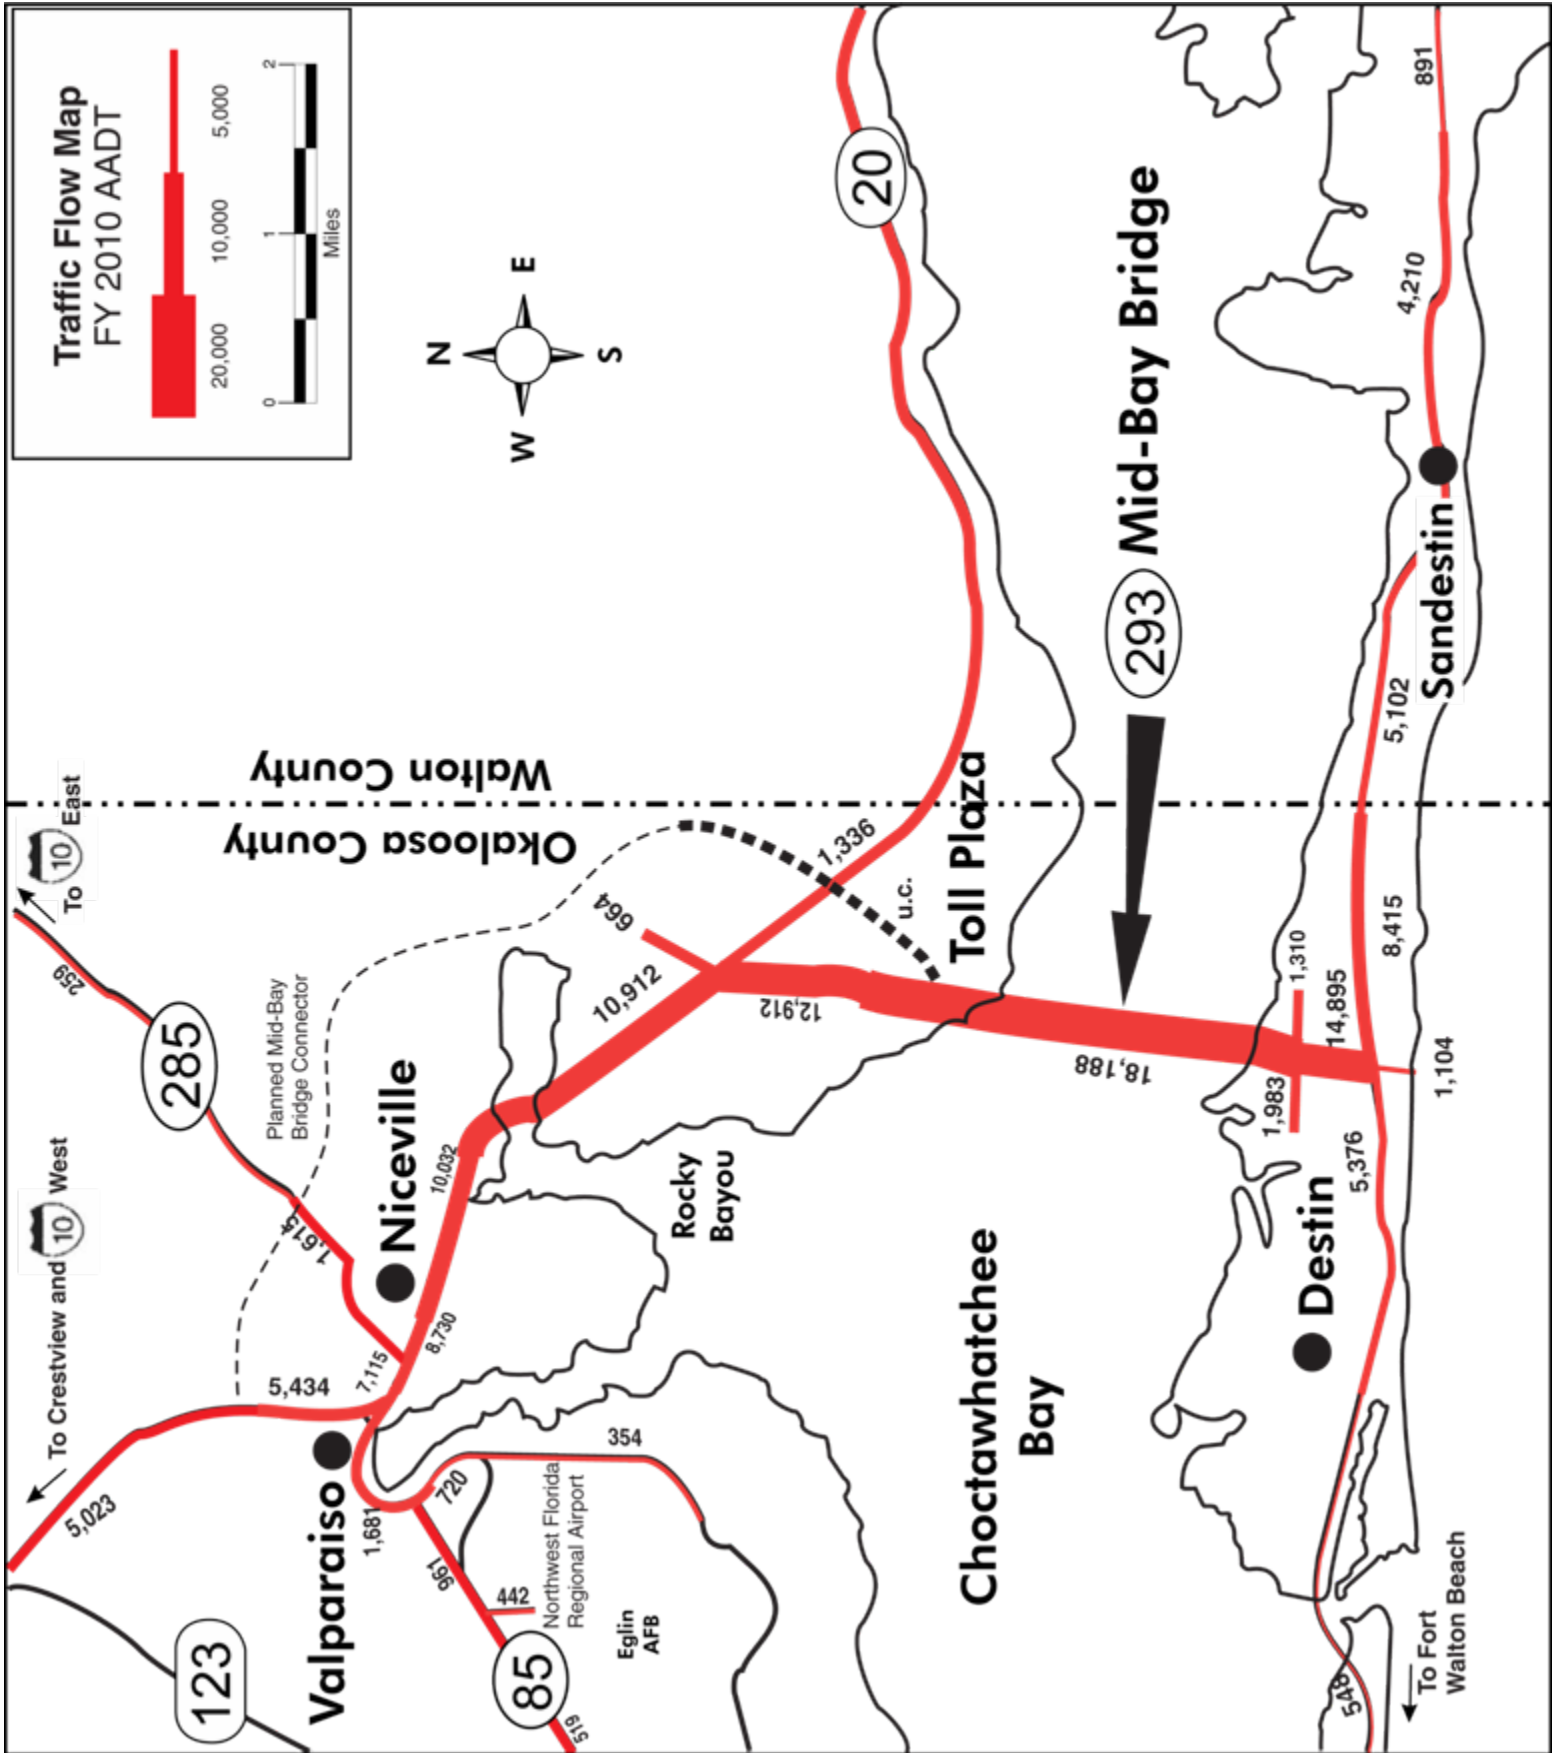 Traffic Flow Map
FY 2010 AADT
20,000
10,000
5,000
0
1
2
Miles
N
W
E
S
To Crestview and
10
West
To
10
East
5,023
123
285
259
Planned Mid-Bay
Bridge Connector
Okaloosa County
Walton County
1,615
Niceville
Valparaiso
5,434
7,115
8,730
10,032
10,912
664
1,336
20
1,681
720
961
442
354
85
519
Northwest Florida
Regional Airport
Eglin
AFB
Rocky
Bayou
12,912
u.c.
Toll Plaza
18,188
293
Mid-Bay Bridge
Choctawhatchee
Bay
1,310
1,983
14,895
Destin
5,376
1,104
8,415
5,102
Sandestin
4,210
891
548
To Fort
Walton Beach